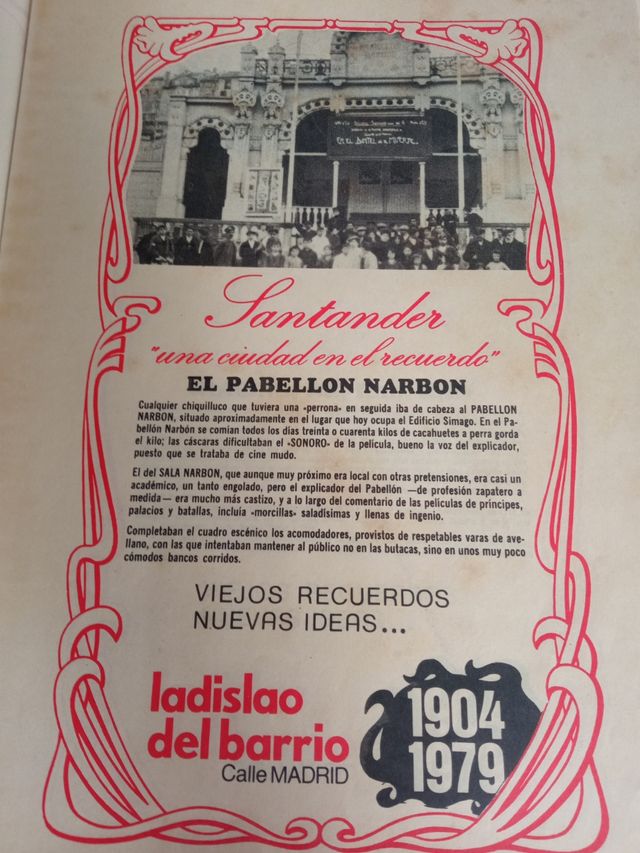 EN EL DINTEL DE LA MUERTE
Santander
"una ciudad en el recuerdo"
EL PABELLON NARBON
Cualquier chiquilluco que tuviera una «perrona» en seguida iba de cabeza al PABELLON
NARBON, situado aproximadamente en el lugar que hoy ocupa el Edificio Simago. En el Pa-
bellón Narbón se comían todos los días treinta o cuarenta kilos de cacahuetes a perra gorda
el kilo; las cáscaras dificultaban el «SONORO» de la película, bueno la voz del explicador,
puesto que se trataba de cine mudo.
El del SALA NARBON, que aunque muy próximo era local con otras pretensiones, era casi un
académico, un tanto engolado, pero el explicador del Pabellón —de profesión zapatero a
medida— era mucho más castizo, y a lo largo del comentario de las películas de príncipes,
palacios y batallas, incluía «morcillas» saladísimas y llenas de ingenio.
Completaban el cuadro escénico los acomodadores, provistos de respetables varas de ave-
llano, con las que intentaban mantener al público no en las butacas, sino en unos muy poco
cómodos bancos corridos.
VIEJOS RECUERDOS
NUEVAS IDEAS...
ladislao
del barrio
Calle MADRID
1904
1979